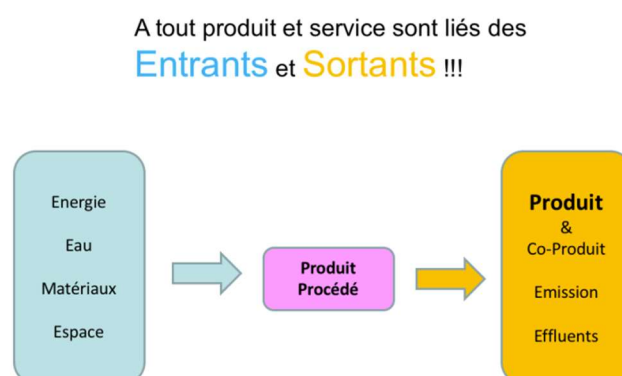 A tout produit et service sont liés des
Entrants et Sortants !!!
Energie
Eau
Matériaux
Espace
Produit
Procédé
Produit
&
Co-Produit
Emission
Effluents